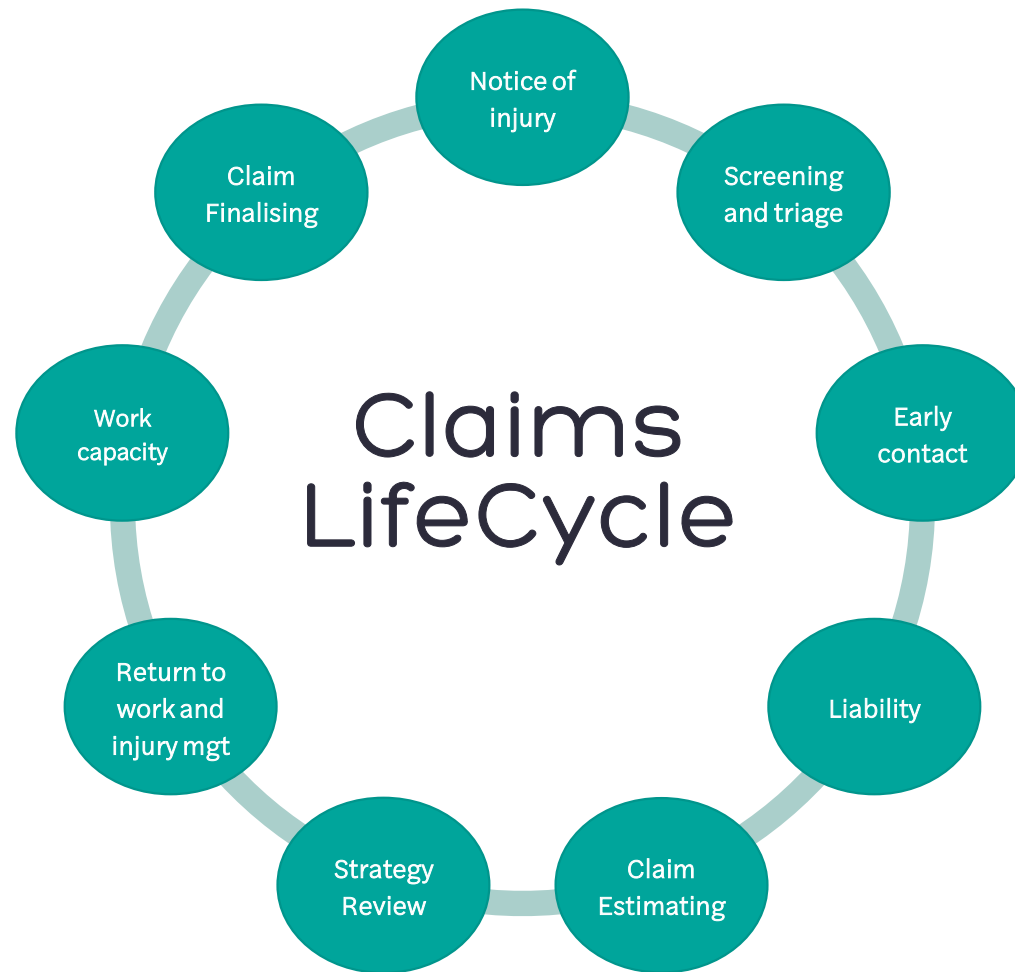 Notice of
injury
Screening
and triage
Early
contact
Liability
Claim
Estimating
Strategy
Review
Return to
work and
injury mgt
Work
capacity
Claim
Finalising
Claims
LifeCycle